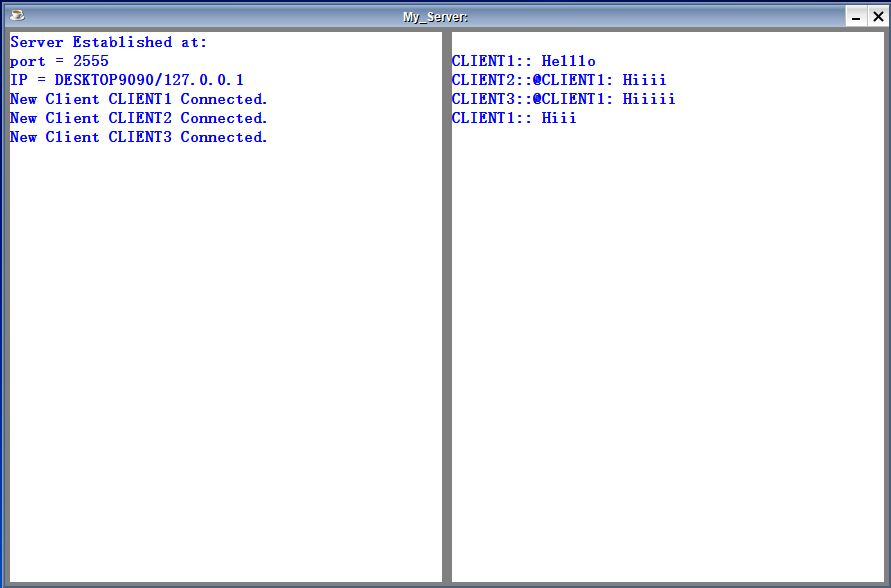 My_Server:
Server Established at:
port = 2555
IP = DESKTOP9090/127.0.0.1
New Client CLIENT1 Connected.
New Client CLIENT2 Connected.
New Client CLIENT3 Connected.
CLIENT1:: Helllo
CLIENT2::@CLIENT1: Hiiii
CLIENT3::@CLIENT1: Hiiiii
CLIENT1:: Hiii